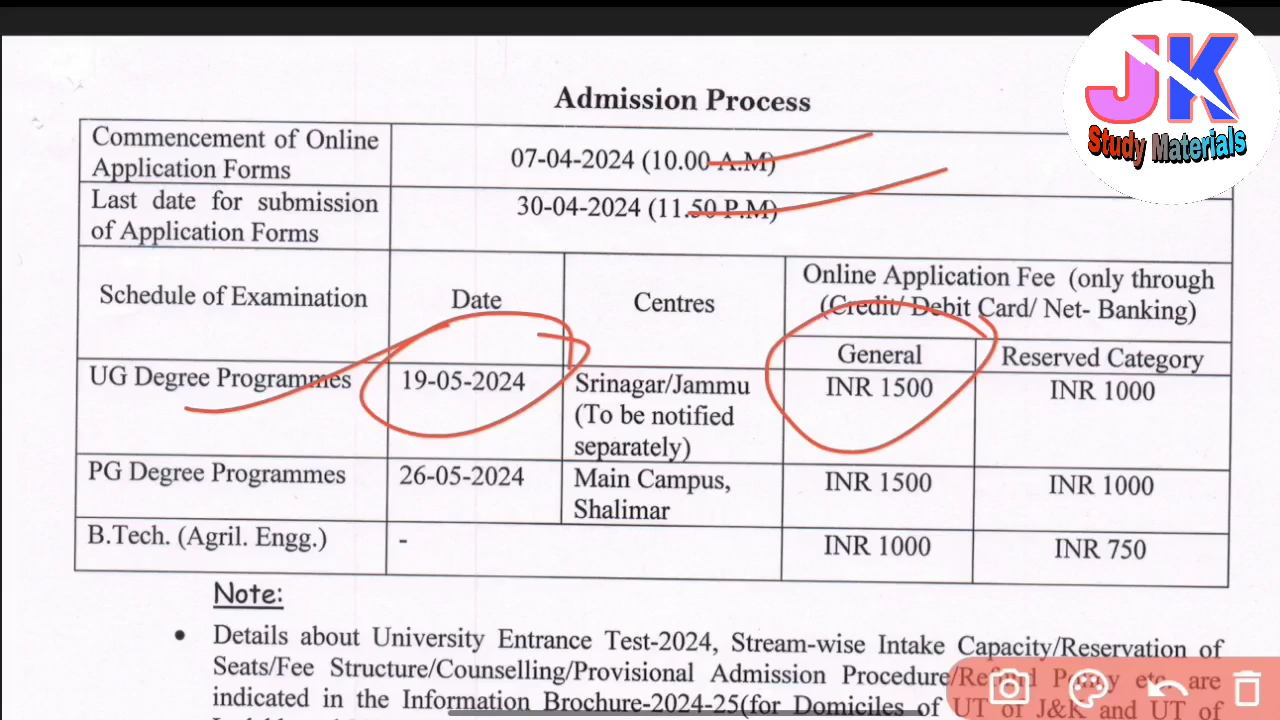 JK
Study Materials
Admission Process
Commencement of Online
Application Forms
07-04-2024 (10.00 A.M)
Last date for submission
of Application Forms
30-04-2024 (11.50 P.M)
Schedule of Examination
Date
Centres
Online Application Fee (only through
(Credit/ Debit Card/ Net- Banking)
General
Reserved Category
UG Degree Programmes
19-05-2024
Srinagar/Jammu
(To be notified
separately)
INR 1500
INR 1000
PG Degree Programmes
26-05-2024
Main Campus,
Shalimar
INR 1500
INR 1000
B.Tech. (Agril. Engg.)
-
INR 1000
INR 750
Note:
• Details about University Entrance Test-2024, Stream-wise Intake Capacity/Reservation of
Seats/Fee Structure/Counselling/Provisional Admission Procedure/Refund Policy etc. are
indicated in the Information Brochure-2024-25(for Domiciles of UT of J&K and UT of